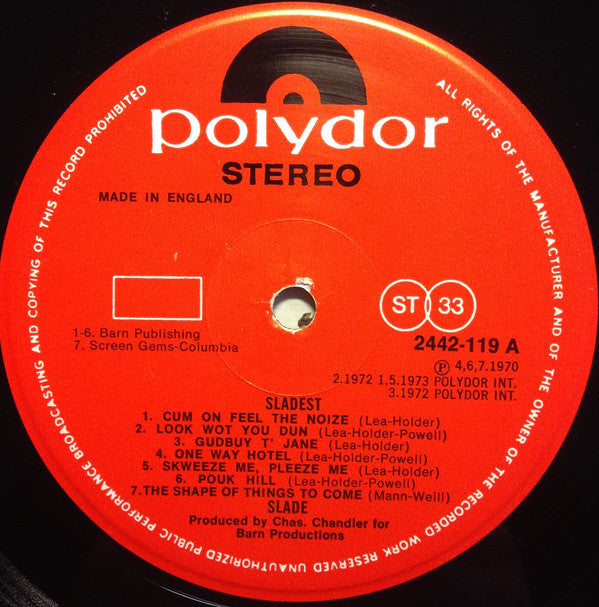 polydor
STEREO
MADE IN ENGLAND
ALL RIGHTS OF THE MANUFACTURER AND OF THE OWNER OF THE RECORDED WORK RESERVED UNAUTHORIZED PUBLIC PERFORMANCE BROADCASTING AND COPYING OF THIS RECORD PROHIBITED
1-6. Barn Publishing
7. Screen Gems-Columbia
ST 33
2442-119 A
Ⓟ 4,6,7.1970
2.1972 1.5.1973 POLYDOR INT.
3.1972 POLYDOR INT.
SLADEST
1. CUM ON FEEL THE NOIZE (Lea-Holder)
2. LOOK WOT YOU DUN (Lea-Holder-Powell)
3. GUDBUY T' JANE (Lea-Holder)
4. ONE WAY HOTEL (Lea-Holder-Powell)
5. SKWEEZE ME, PLEEZE ME (Lea-Holder)
6. POUK HILL (Lea-Holder-Powell)
7.THE SHAPE OF THINGS TO COME (Mann-Weill)
SLADE
Produced by Chas. Chandler for
Barn Productions